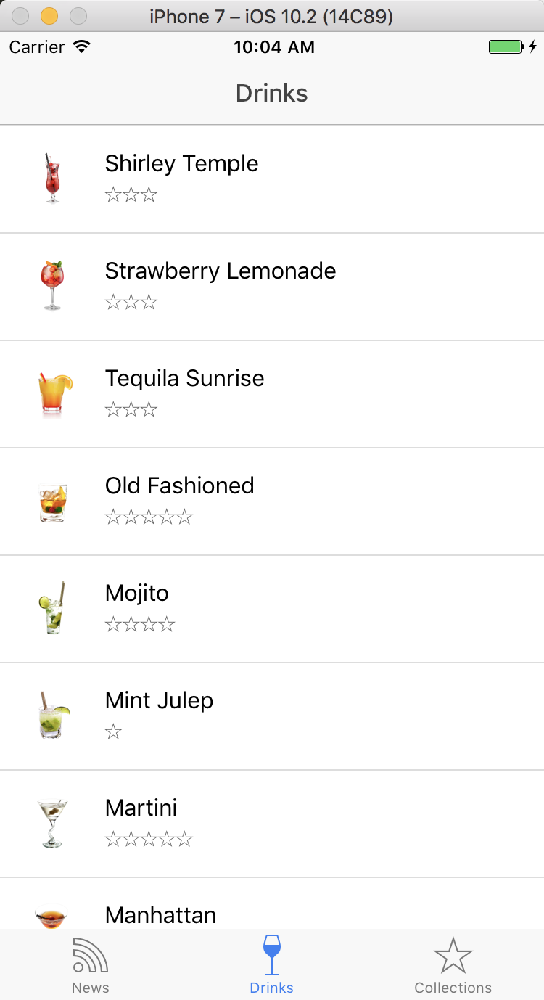 iPhone 7 – iOS 10.2 (14C89)
Carrier 10:04 AM
Drinks
Shirley Temple
☆☆☆
Strawberry Lemonade
☆☆☆
Tequila Sunrise
☆☆☆
Old Fashioned
☆☆☆☆☆
Mojito
☆☆☆☆
Mint Julep
☆
Martini
☆☆☆☆☆
Manhattan
News Drinks Collections